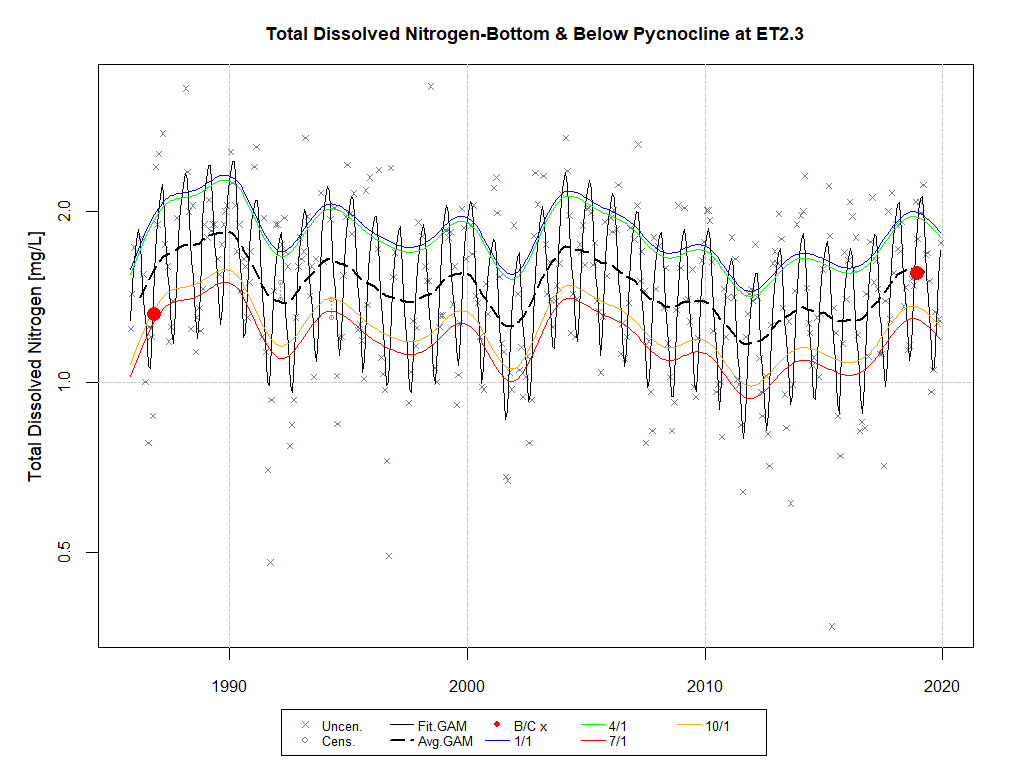 Total Dissolved Nitrogen-Bottom & Below Pycnocline at ET2.3
Total Dissolved Nitrogen [mg/L]
2.0
1.0
0.5
1990 2000 2010 2020
Uncen. Fit.GAM B/C x 4/1 10/1
Cens. Avg.GAM 1/1 7/1